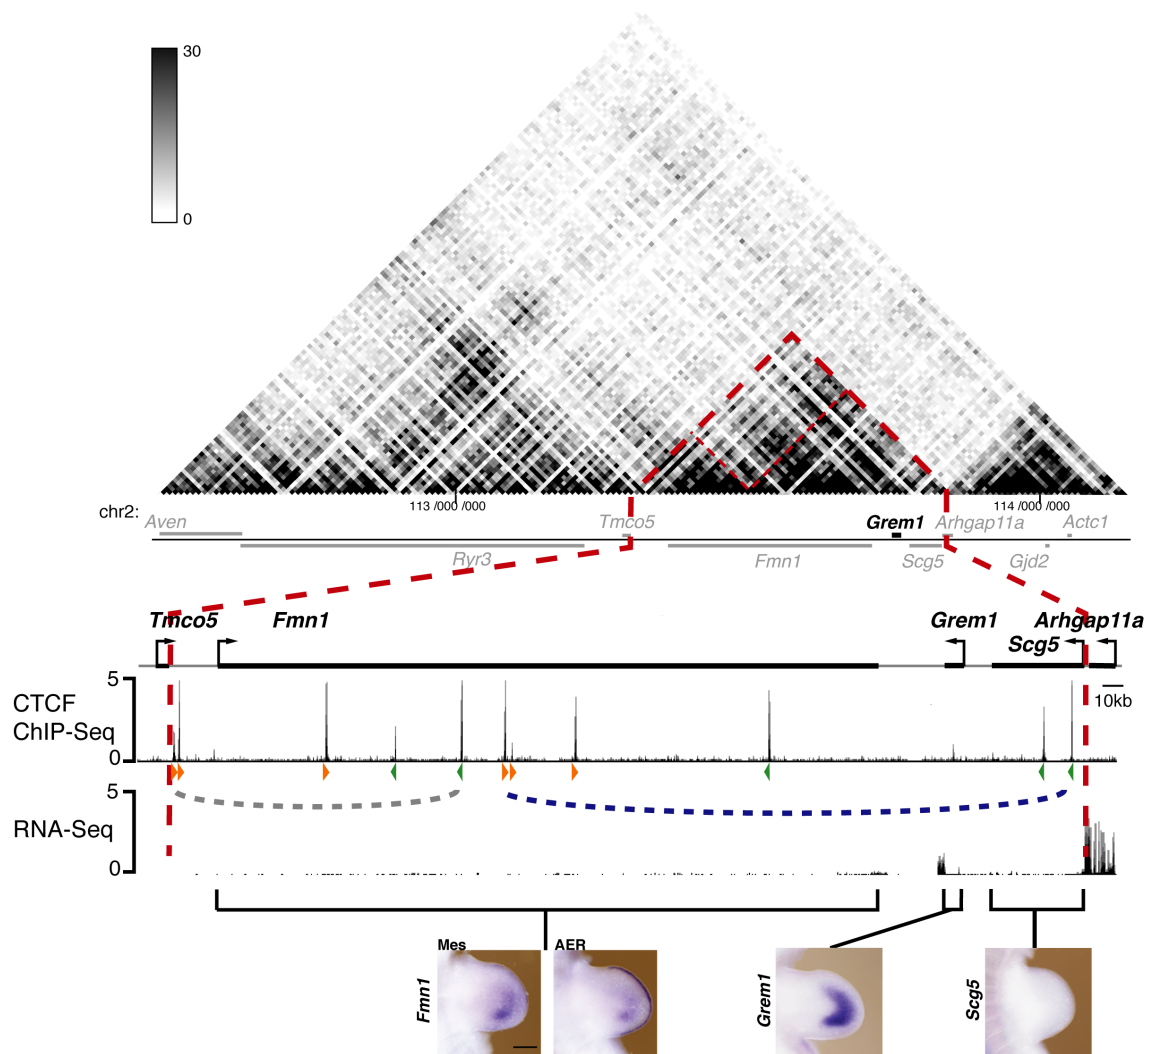 30
0
113 /000 /000
114 /000 /000
chr2:
Aven
Tmco5
Grem1
Arhgap11a
Actc1
Ryr3
Fmn1
Scg5
Gjd2
Tmco5
Fmn1
Grem1
Arhgap11a
Scg5
5
CTCF
ChIP-Seq
0
10kb
5
RNA-Seq
0
Mes
AER
Fmn1
Grem1
Scg5